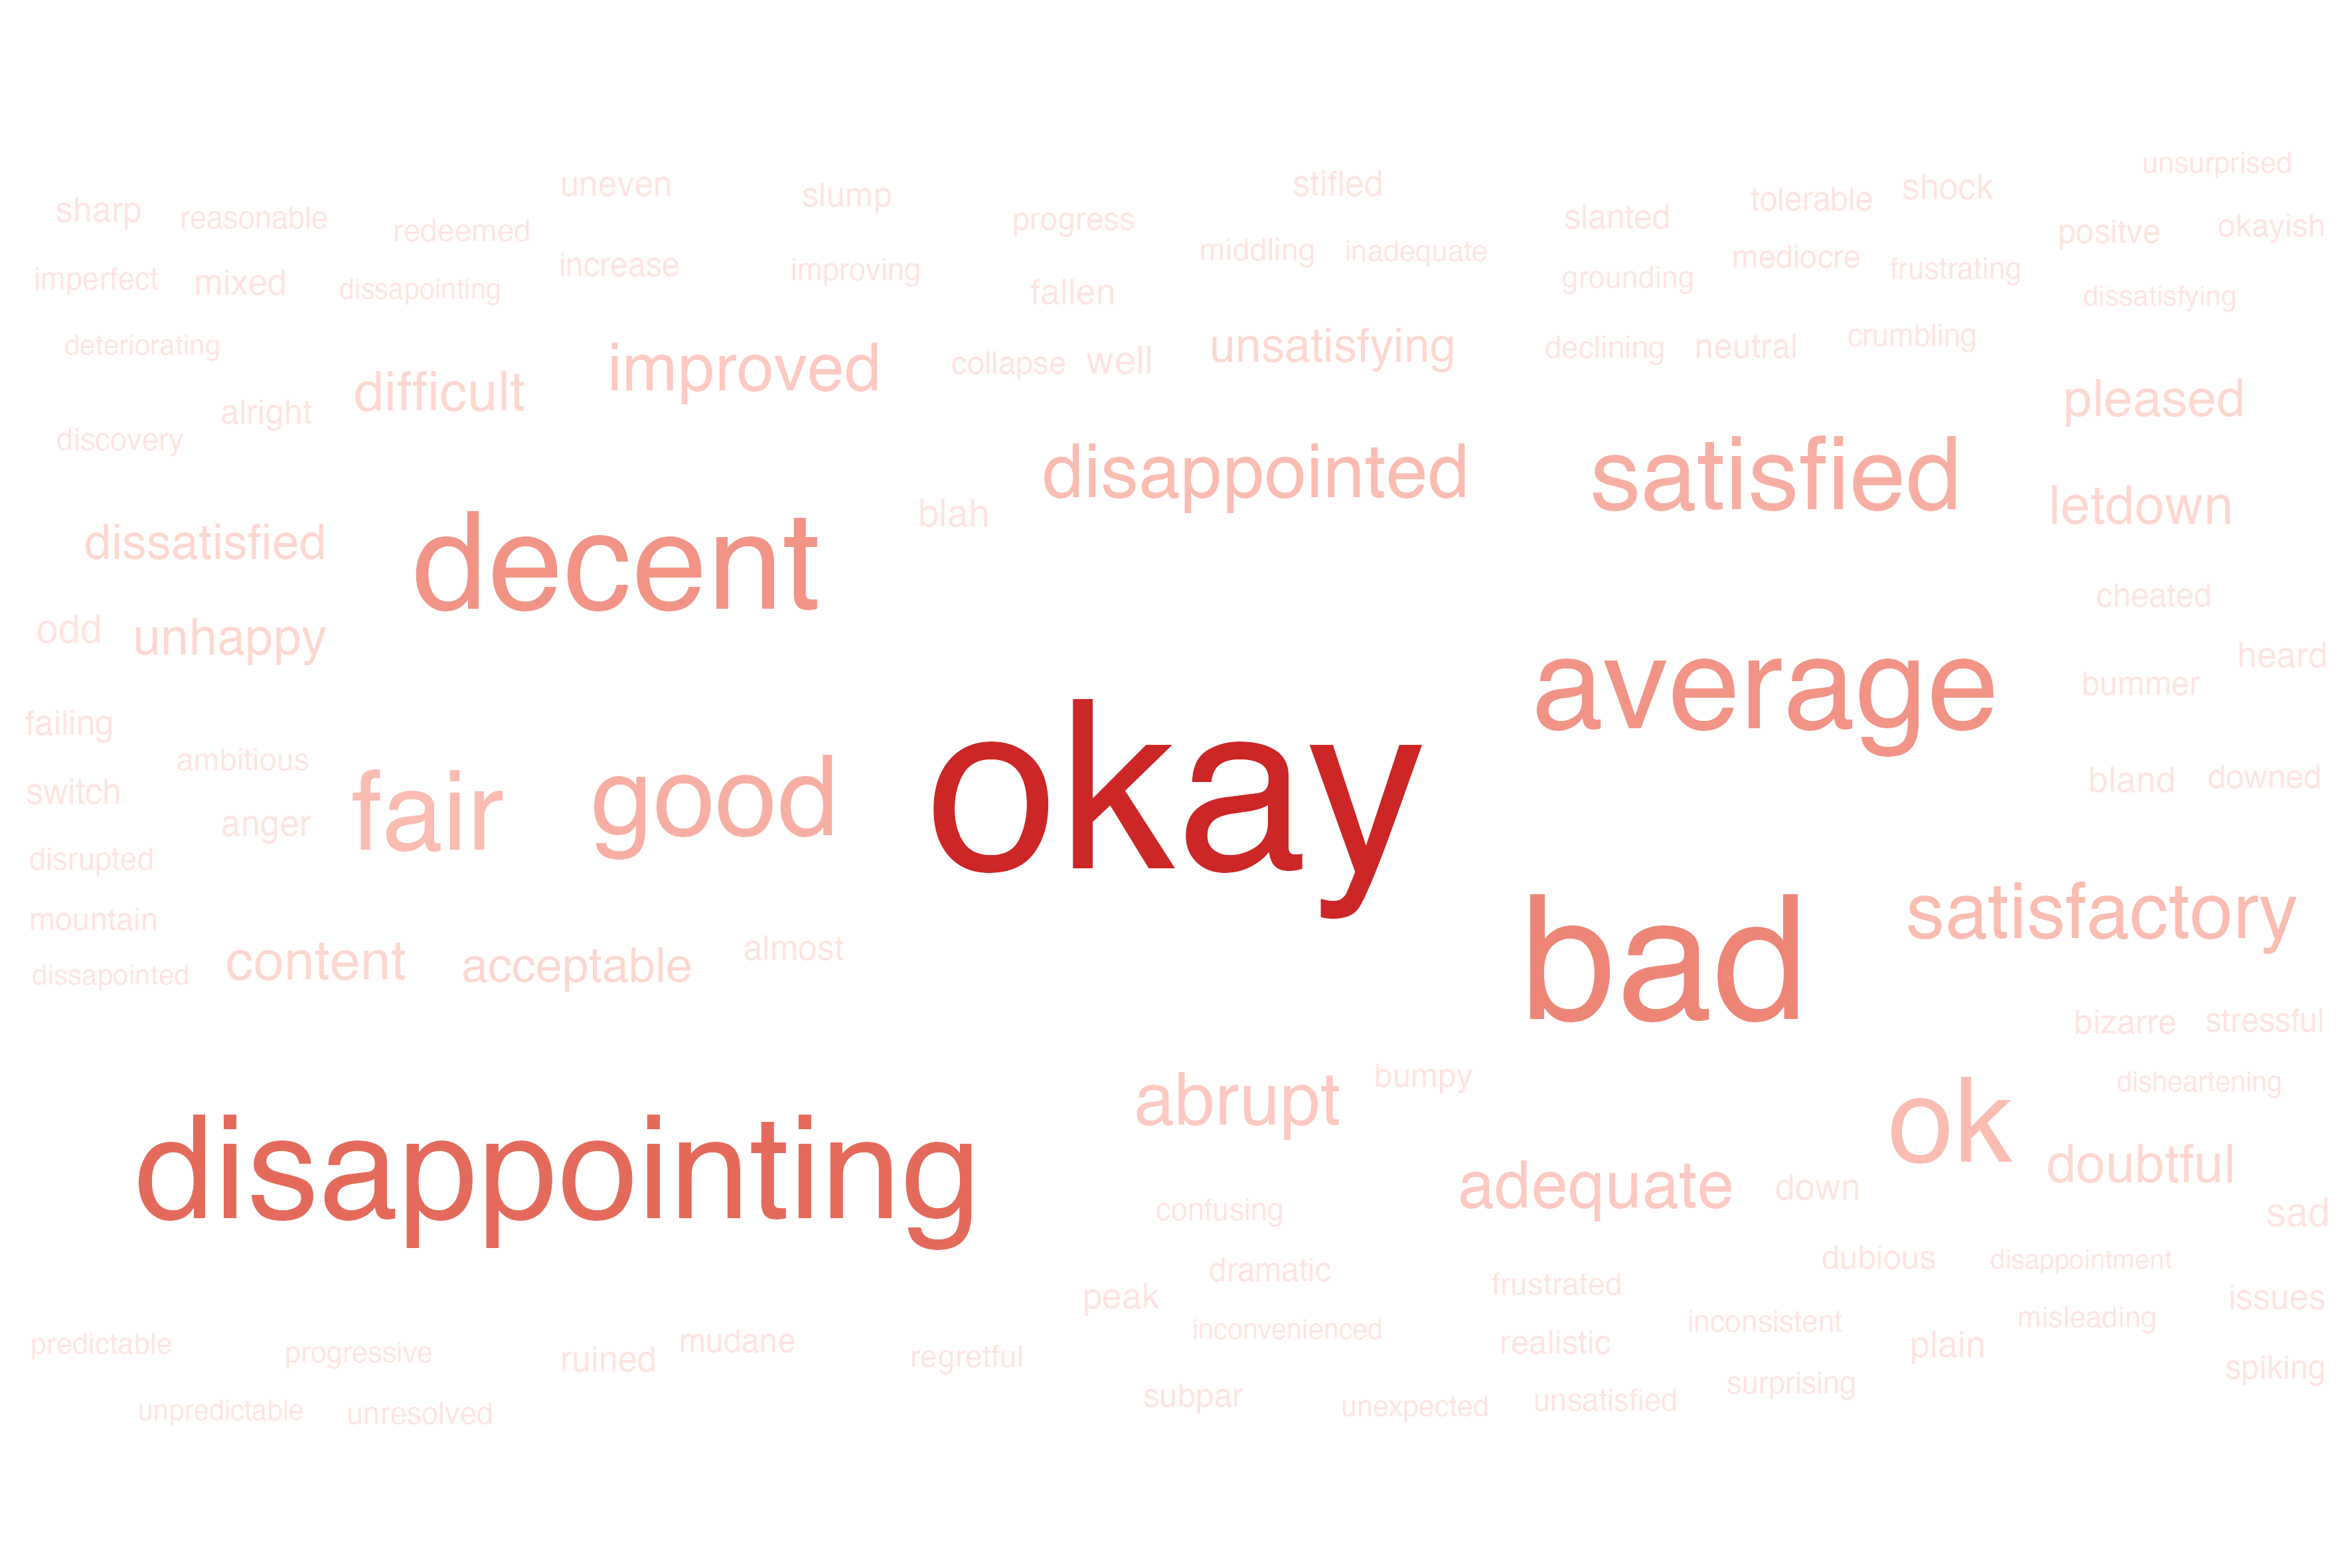 unsurprised
uneven
stifled
shock
slump
tolerable
sharp
reasonable
progress
slanted
okayish
redeemed
positve
middling
inadequate
mediocre
increase
improving
frustrating
imperfect
mixed
grounding
dissapointing
fallen
dissatisfying
crumbling
deteriorating
unsatisfying
declining
neutral
improved
collapse
well
difficult
pleased
alright
discovery
disappointed
satisfied
letdown
blah
dissatisfied
decent
cheated
odd
unhappy
heard
bummer
average
failing
ambitious
bland
downed
switch
okay
fair
good
anger
disrupted
mountain
satisfactory
almost
content
acceptable
dissapointed
bad
bizarre
stressful
bumpy
disheartening
abrupt
ok
doubtful
disappointing
adequate
down
confusing
sad
dubious
disappointment
dramatic
frustrated
peak
issues
misleading
inconsistent
inconvenienced
predictable
mudane
realistic
plain
progressive
ruined
regretful
spiking
surprising
subpar
unsatisfied
unexpected
unpredictable
unresolved